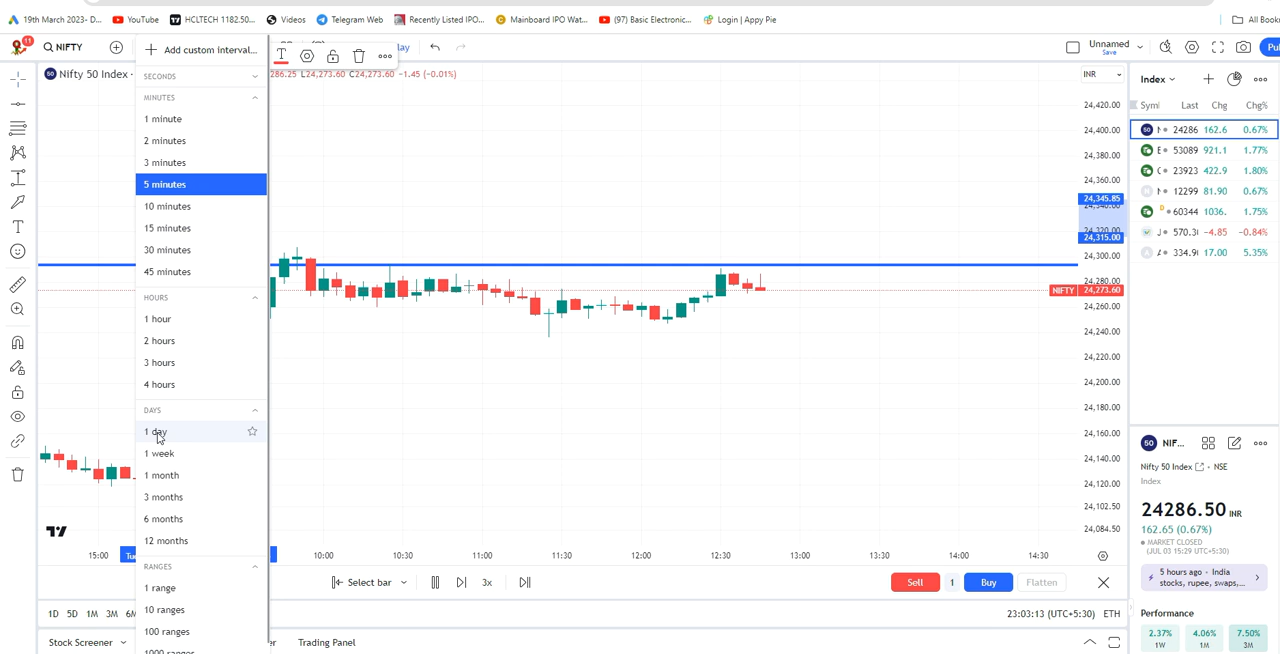 19th March 2023- D...
YouTube
HCLTECH 1182.50...
Videos
Telegram Web
Recently Listed IPO...
Mainboard IPO Wat...
(97) Basic Electronic...
Login | Appy Pie
All Book
11
NIFTY
Add custom interval...
Unnamed
Save
Nifty 50 Index
286.25 L24,273.60 C24,273.60 −1.45 (−0.01%)
INR
Index
SECONDS
MINUTES
1 minute
2 minutes
3 minutes
5 minutes
10 minutes
15 minutes
30 minutes
45 minutes
HOURS
1 hour
2 hours
3 hours
4 hours
DAYS
1 day
1 week
1 month
3 months
6 months
12 months
RANGES
1 range
10 ranges
100 ranges
1000 ranges
24,420.00
24,400.00
24,380.00
24,360.00
24,345.85
24,340.00
24,320.00
24,315.00
24,300.00
24,280.00
NIFTY 24,273.60
24,260.00
24,240.00
24,220.00
24,200.00
24,180.00
24,160.00
24,140.00
24,120.00
24,102.50
24,084.50
Symb Last Chg Chg%
24286 162.6 0.67%
53089 921.1 1.77%
23923 422.9 1.80%
12299 81.90 0.67%
60344 1036. 1.75%
570.3 −4.85 −0.84%
334.9 17.00 5.35%
15:00
Tu
10:00
10:30
11:00
11:30
12:00
12:30
13:00
13:30
14:00
14:30
Select bar
3x
Sell
1
Buy
Flatten
1D 5D 1M 3M 6M
23:03:13 (UTC+5:30)
ETH
Stock Screener
Trading Panel
NIF...
Nifty 50 Index • NSE
Index
24286.50 INR
162.65 (0.67%)
MARKET CLOSED
(JUL 03 15:29 UTC+5:30)
5 hours ago • India
stocks, rupee, swaps,...
Performance
2.37% 4.06% 7.50%
1W 1M 3M